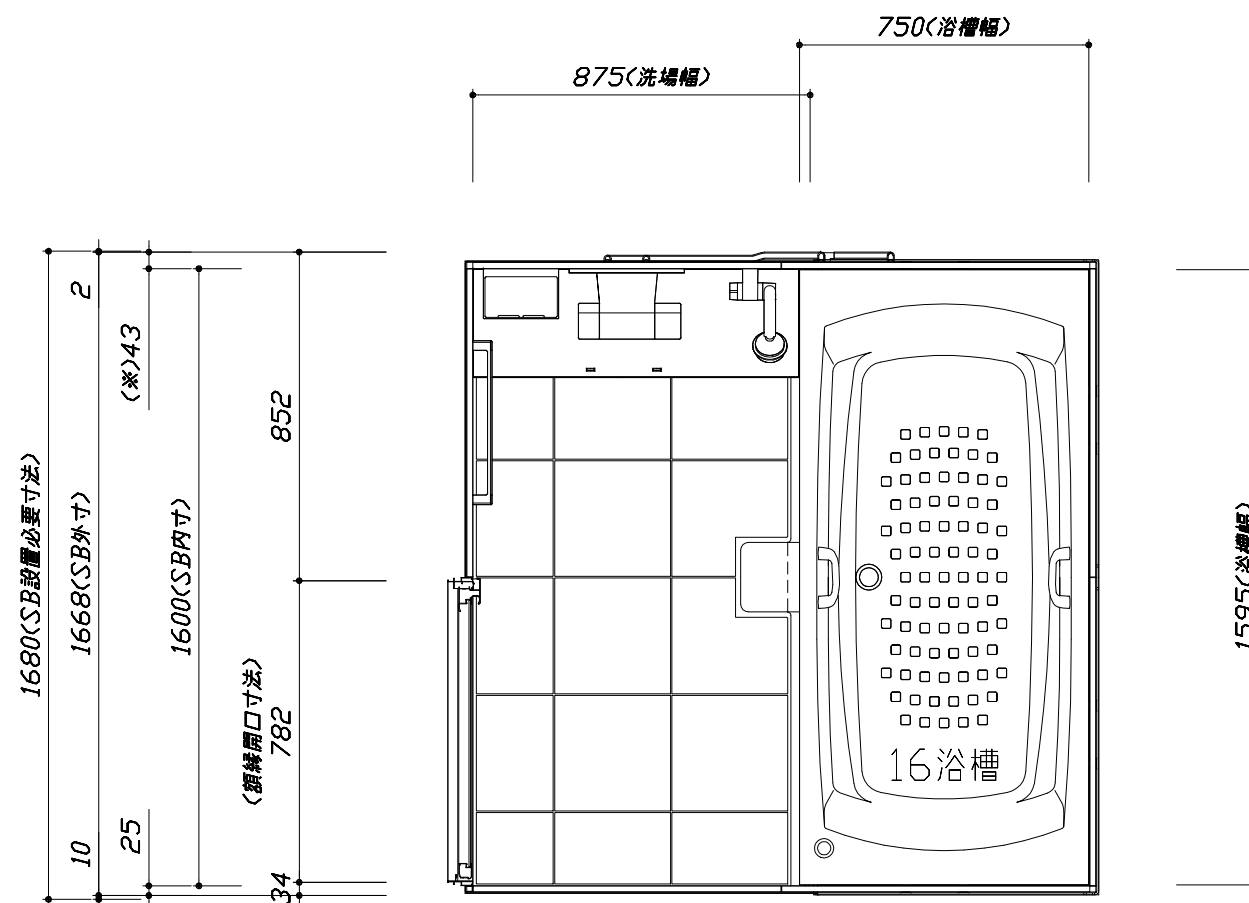 750(浴槽幅)
875(洗場幅)
2
(※)43
852
1680(SB設置必要寸法)
1668(SB外寸)
1600(SB内寸)
(額縁開口寸法)
782
10
25
34
16浴槽
1595(浴槽幅)